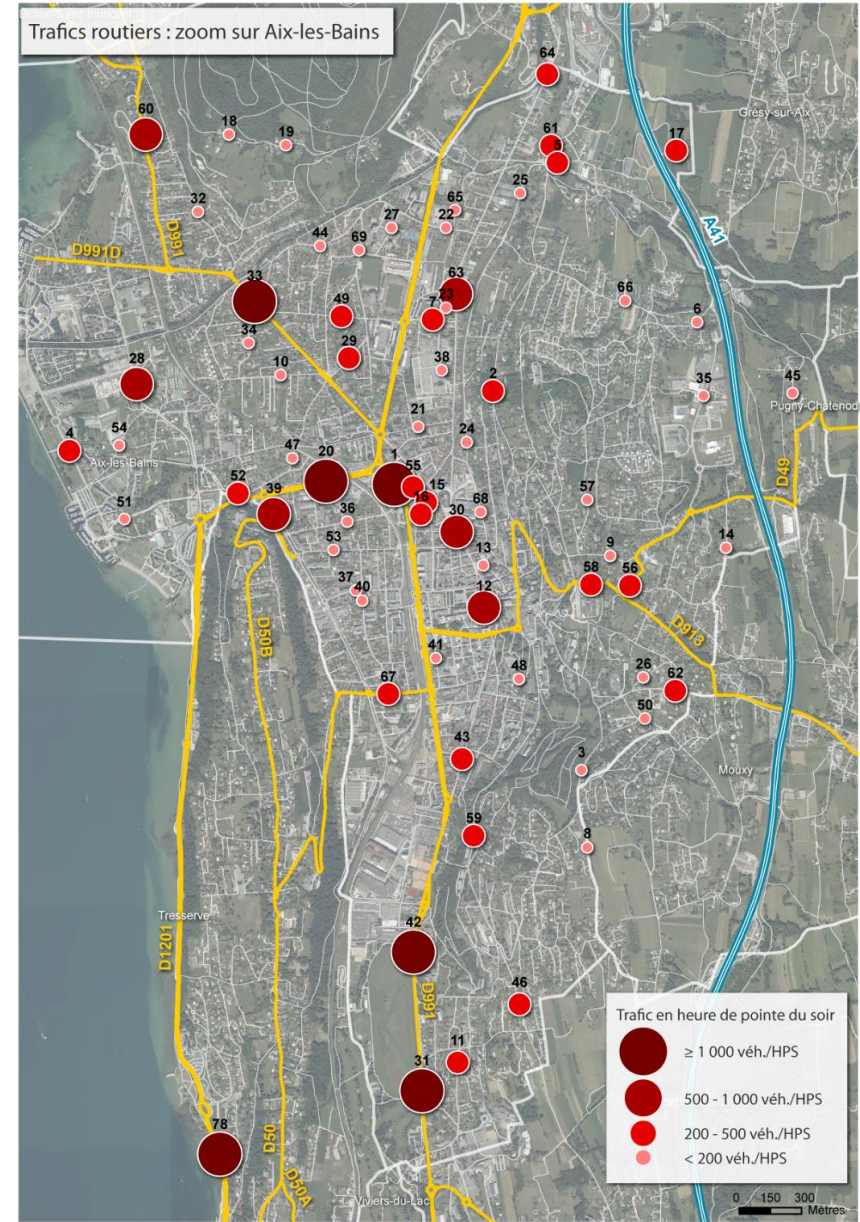 Trafics routiers : zoom sur Aix-les-Bains
64
60
18
19
61
5
17
Grésy-sur-Aix
25
32
65
27
22
44
69
D991
D991D
A41
33
63
23
7
49
66
6
34
29
38
10
28
2
35
45
Pugny-Chatenod
21
24
4
54
Aix-les-Bains
47
20
1
55
15
16
52
39
D49
57
51
36
30
68
53
13
9
14
37
40
12
58
56
D913
D50B
41
67
48
26
62
50
43
3
Mouxy
59
8
Tresserve
D1201
42
46
D991
11
31
78
D50
D50A
Viviers-du-Lac
Trafic en heure de pointe du soir
≥ 1 000 véh./HPS
500 - 1 000 véh./HPS
200 - 500 véh./HPS
< 200 véh./HPS
0 150 300
Mètres